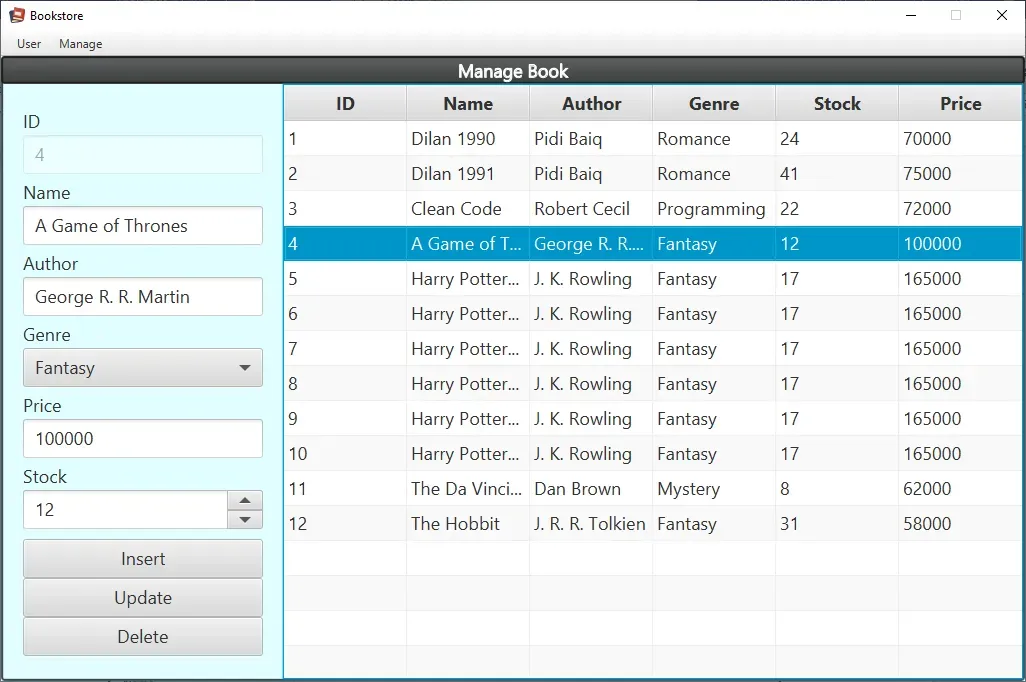 Bookstore
User Manage
Manage Book
ID
4
Name
A Game of Thrones
Author
George R. R. Martin
Genre
Fantasy
Price
100000
Stock
12
Insert
Update
Delete
ID Name Author Genre Stock Price
1 Dilan 1990 Pidi Baiq Romance 24 70000
2 Dilan 1991 Pidi Baiq Romance 41 75000
3 Clean Code Robert Cecil Programming 22 72000
4 A Game of T... George R. R.... Fantasy 12 100000
5 Harry Potter... J. K. Rowling Fantasy 17 165000
6 Harry Potter... J. K. Rowling Fantasy 17 165000
7 Harry Potter... J. K. Rowling Fantasy 17 165000
8 Harry Potter... J. K. Rowling Fantasy 17 165000
9 Harry Potter... J. K. Rowling Fantasy 17 165000
10 Harry Potter... J. K. Rowling Fantasy 17 165000
11 The Da Vinci... Dan Brown Mystery 8 62000
12 The Hobbit J. R. R. Tolkien Fantasy 31 58000